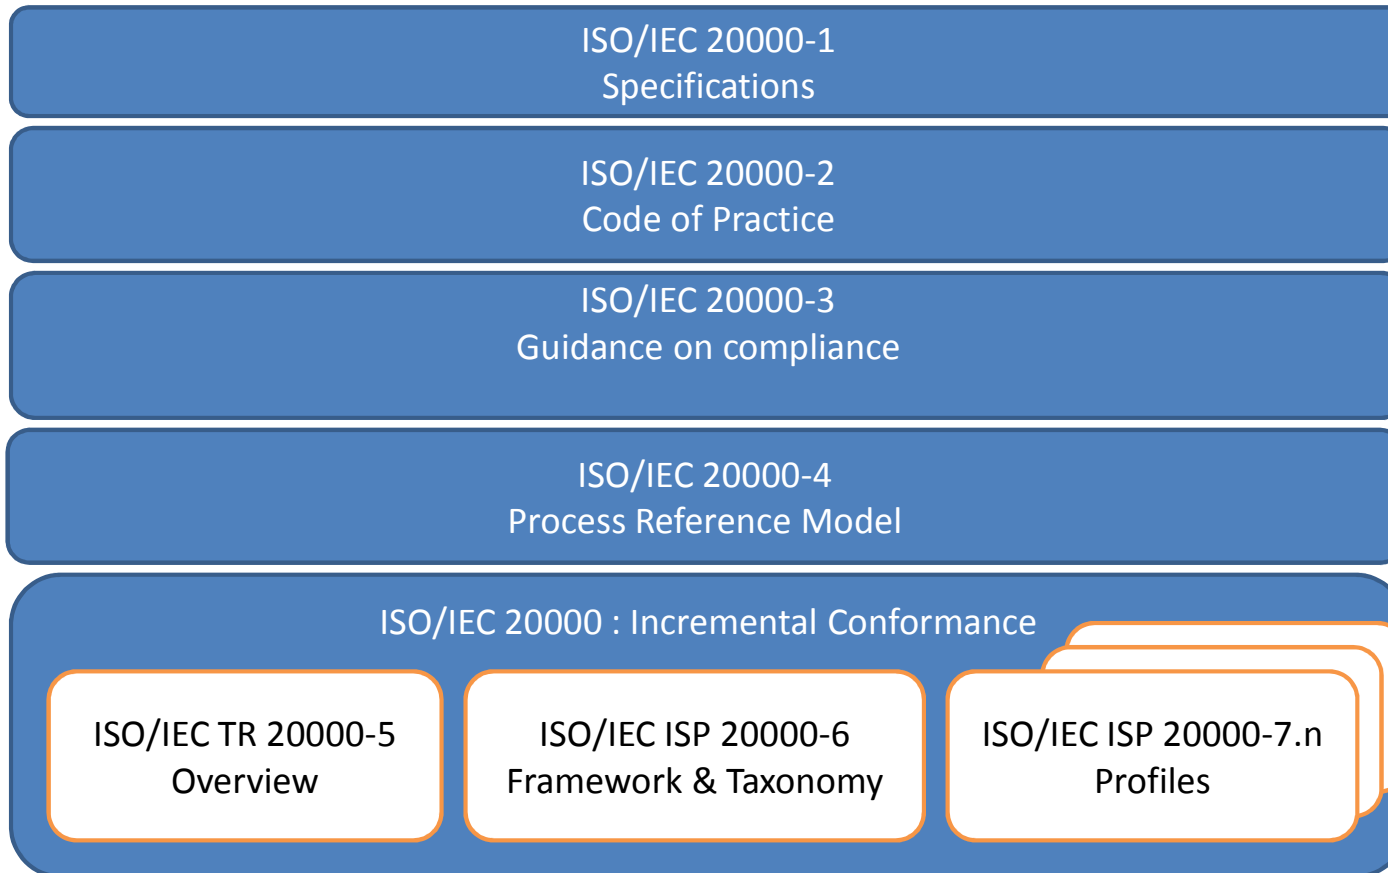 ISO/IEC 20000-1
Specifications
ISO/IEC 20000-2
Code of Practice
ISO/IEC 20000-3
Guidance on compliance
ISO/IEC 20000-4
Process Reference Model
ISO/IEC 20000 : Incremental Conformance
ISO/IEC TR 20000-5
Overview
ISO/IEC ISP 20000-6
Framework & Taxonomy
ISO/IEC ISP 20000-7.n
Profiles